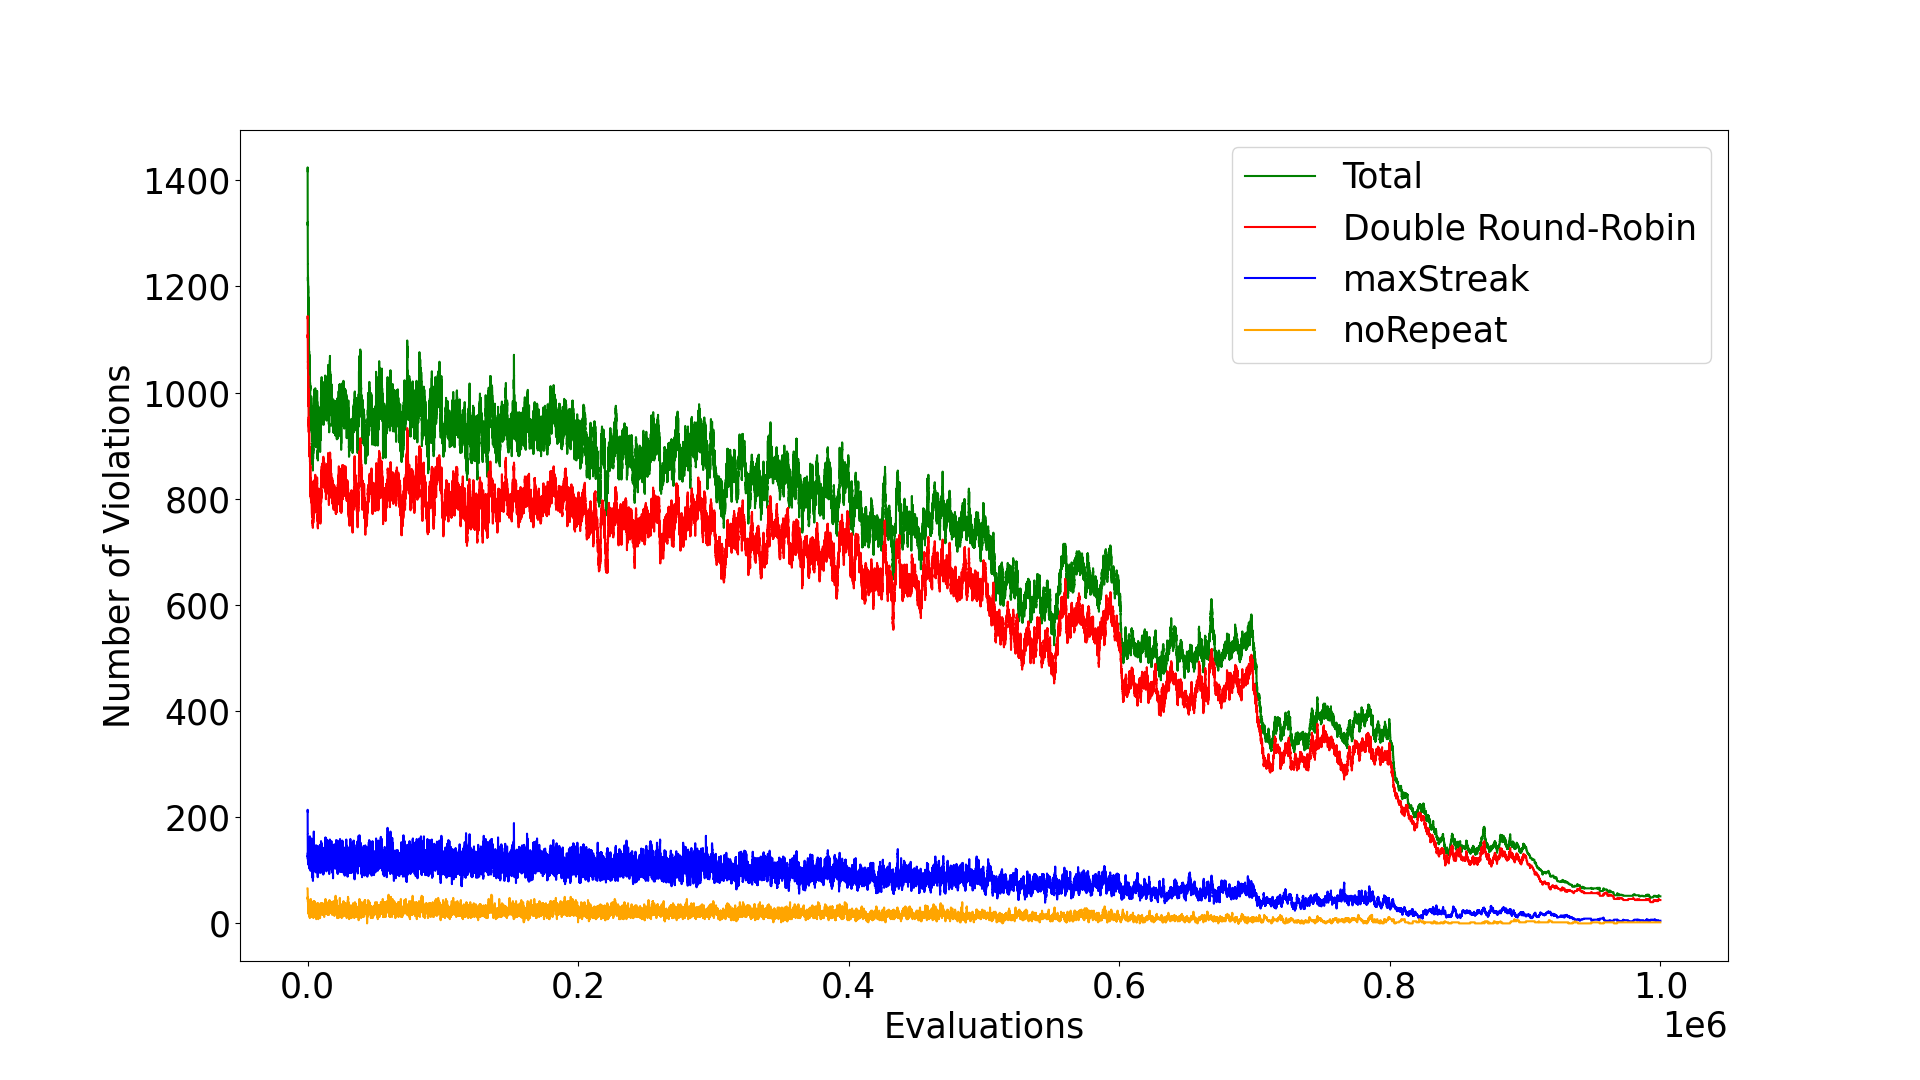 Number of Violations
1400
1200
1000
800
600
400
200
0
0.0 0.2 0.4 0.6 0.8 1.0
Evaluations
1e6
Total
Double Round-Robin
maxStreak
noRepeat